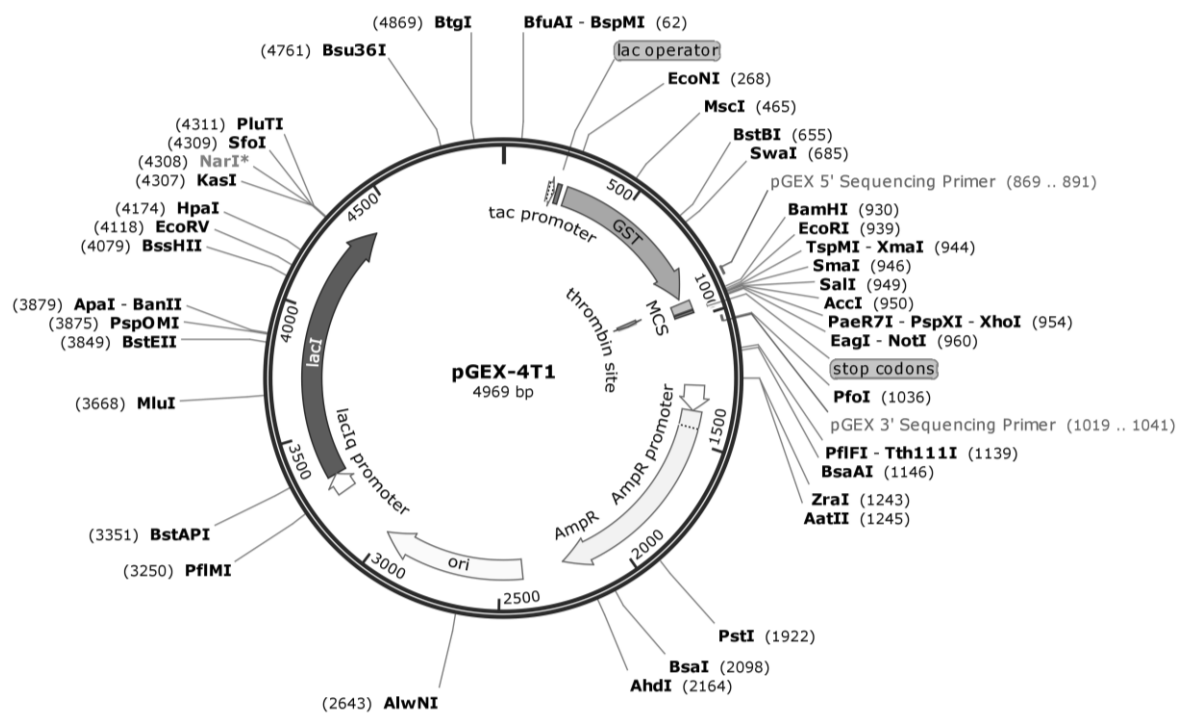 (4869) BtgI
BfuAI - BspMI (62)
(4761) Bsu36I
lac operator
EcoNI (268)
MscI (465)
(4311) PluTI
(4309) SfoI
(4308) NarI*
(4307) KasI
BstBI (655)
SwaI (685)
pGEX 5' Sequencing Primer (869 .. 891)
(4174) HpaI
(4118) EcoRV
(4079) BssHII
BamHI (930)
EcoRI (939)
TspMI - XmaI (944)
SmaI (946)
SalI (949)
AccI (950)
PaeR7I - PspXI - XhoI (954)
EagI - NotI (960)
stop codons
PfoI (1036)
pGEX 3' Sequencing Primer (1019 .. 1041)
PflFI - Tth111I (1139)
BsaAI (1146)
ZraI (1243)
AatII (1245)
(3879) ApaI - BanII
(3875) PspOMI
(3849) BstEII
(3668) MluI
(3351) BstAPI
(3250) PflMI
(2643) AlwNI
PstI (1922)
BsaI (2098)
AhdI (2164)
tac promoter
GST
MCS
thrombin site
pGEX-4T1
4969 bp
AmpR promoter
AmpR
ori
lacIq promoter
lacI
500
1500
2000
2500
3000
3500
4000
4500